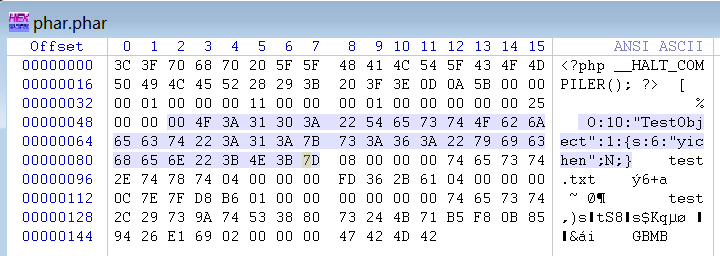 phar.phar
Offset 0 1 2 3 4 5 6 7 8 9 10 11 12 13 14 15 ANSI ASCII
00000000 3C 3F 70 68 70 20 5F 5F 48 41 4C 54 5F 43 4F 4D <?php __HALT_COM
00000016 50 49 4C 45 52 28 29 3B 20 3F 3E 0D 0A 5B 00 00 PILER(); ?> [
00000032 00 01 00 00 00 11 00 00 00 01 00 00 00 00 00 25 %
00000048 00 00 00 4F 3A 31 30 3A 22 54 65 73 74 4F 62 6A O:10:"TestObj
00000064 65 63 74 22 3A 31 3A 7B 73 3A 36 3A 22 79 69 63 ect":1:{s:6:"yic
00000080 68 65 6E 22 3B 4E 3B 7D 08 00 00 00 74 65 73 74 hen";N;} test
00000096 2E 74 78 74 04 00 00 00 FD 36 2B 61 04 00 00 00 .txt ý6+a
00000112 0C 7E 7F D8 B6 01 00 00 00 00 00 00 74 65 73 74 ~ Ø¶ test
00000128 2C 29 73 9A 74 53 38 80 73 24 4B 71 B5 F8 0B 85 ,)s tS8 s$Kqµø
00000144 94 26 E1 69 02 00 00 00 47 42 4D 42 &ái GBMB